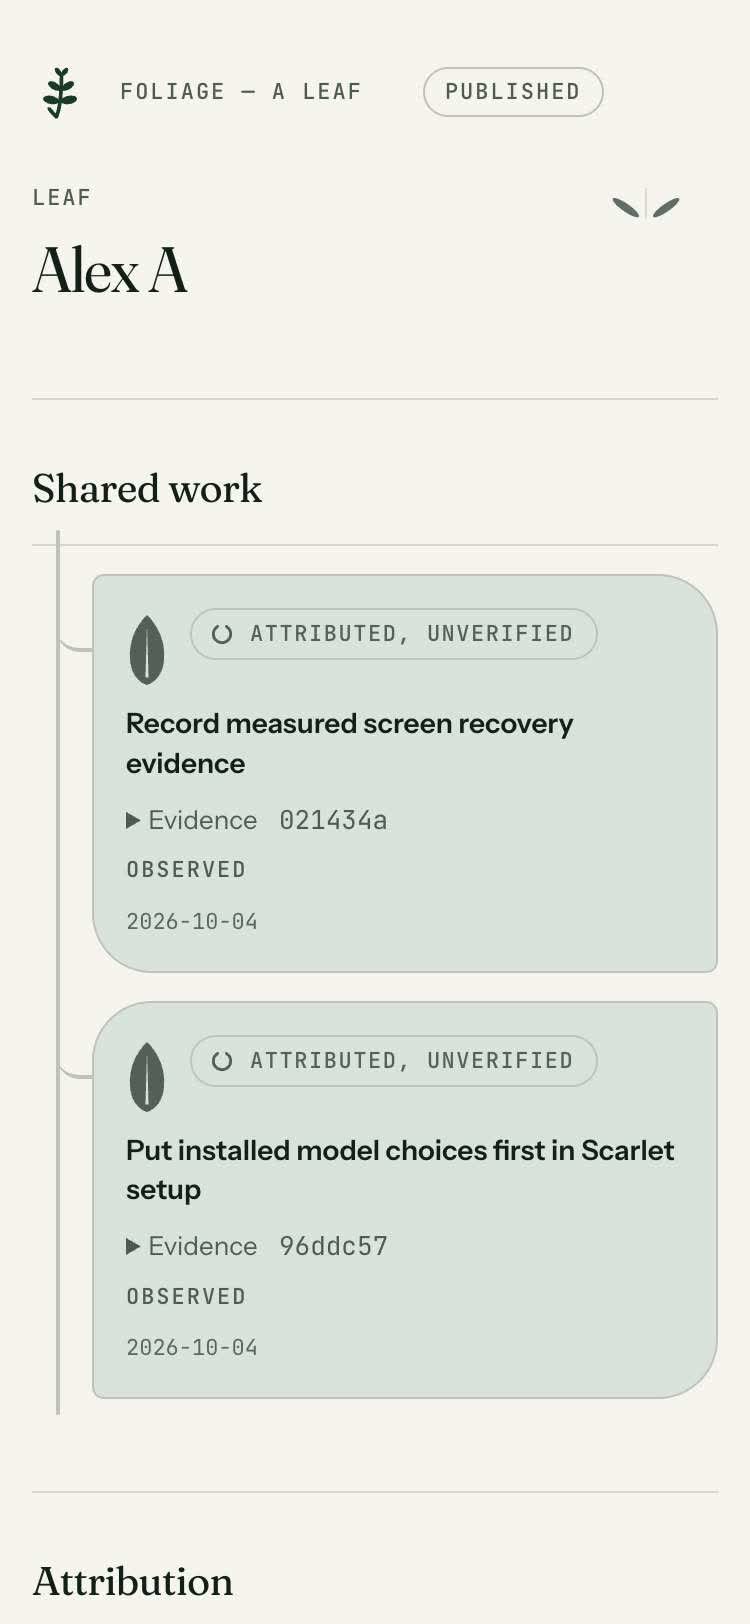 FOLIAGE — A LEAF
PUBLISHED
LEAF
Alex A
Shared work
ATTRIBUTED, UNVERIFIED
Record measured screen recovery
evidence
Evidence 021434a
OBSERVED
2026-10-04
ATTRIBUTED, UNVERIFIED
Put installed model choices first in Scarlet
setup
Evidence 96ddc57
OBSERVED
2026-10-04
Attribution